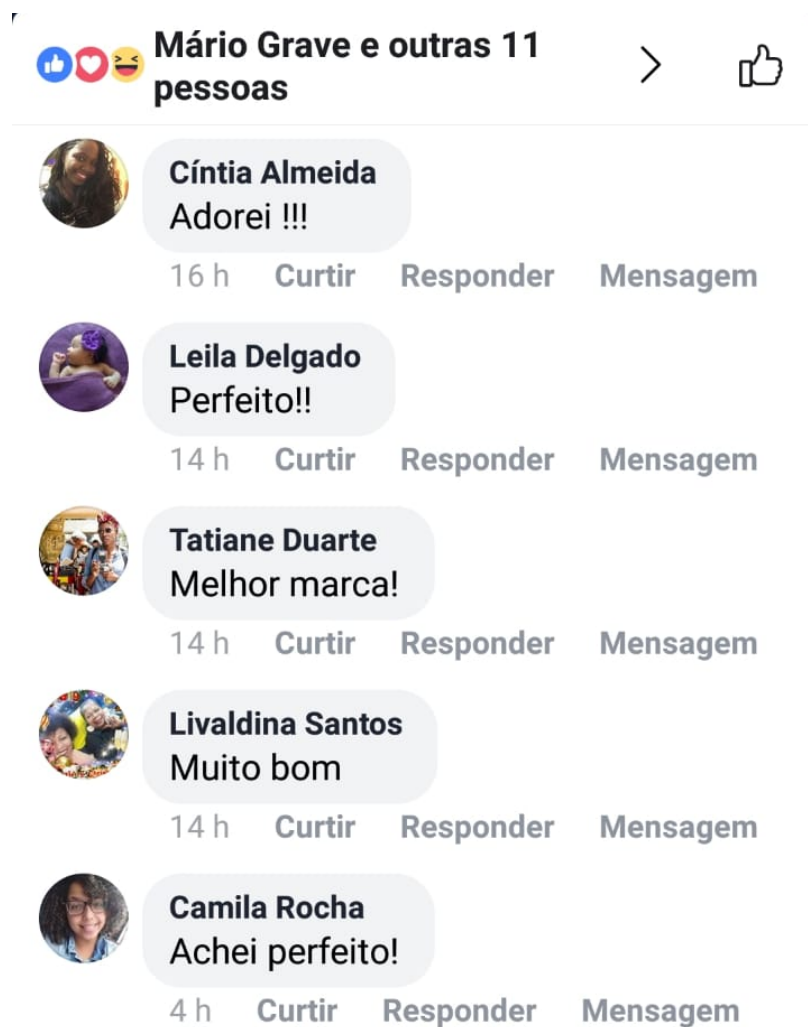 Mário Grave e outras 11
pessoas
Cíntia Almeida
Adorei !!!
16 h Curtir Responder Mensagem
Leila Delgado
Perfeito!!
14 h Curtir Responder Mensagem
Tatiane Duarte
Melhor marca!
14 h Curtir Responder Mensagem
Livaldina Santos
Muito bom
14 h Curtir Responder Mensagem
Camila Rocha
Achei perfeito!
4 h Curtir Responder Mensagem